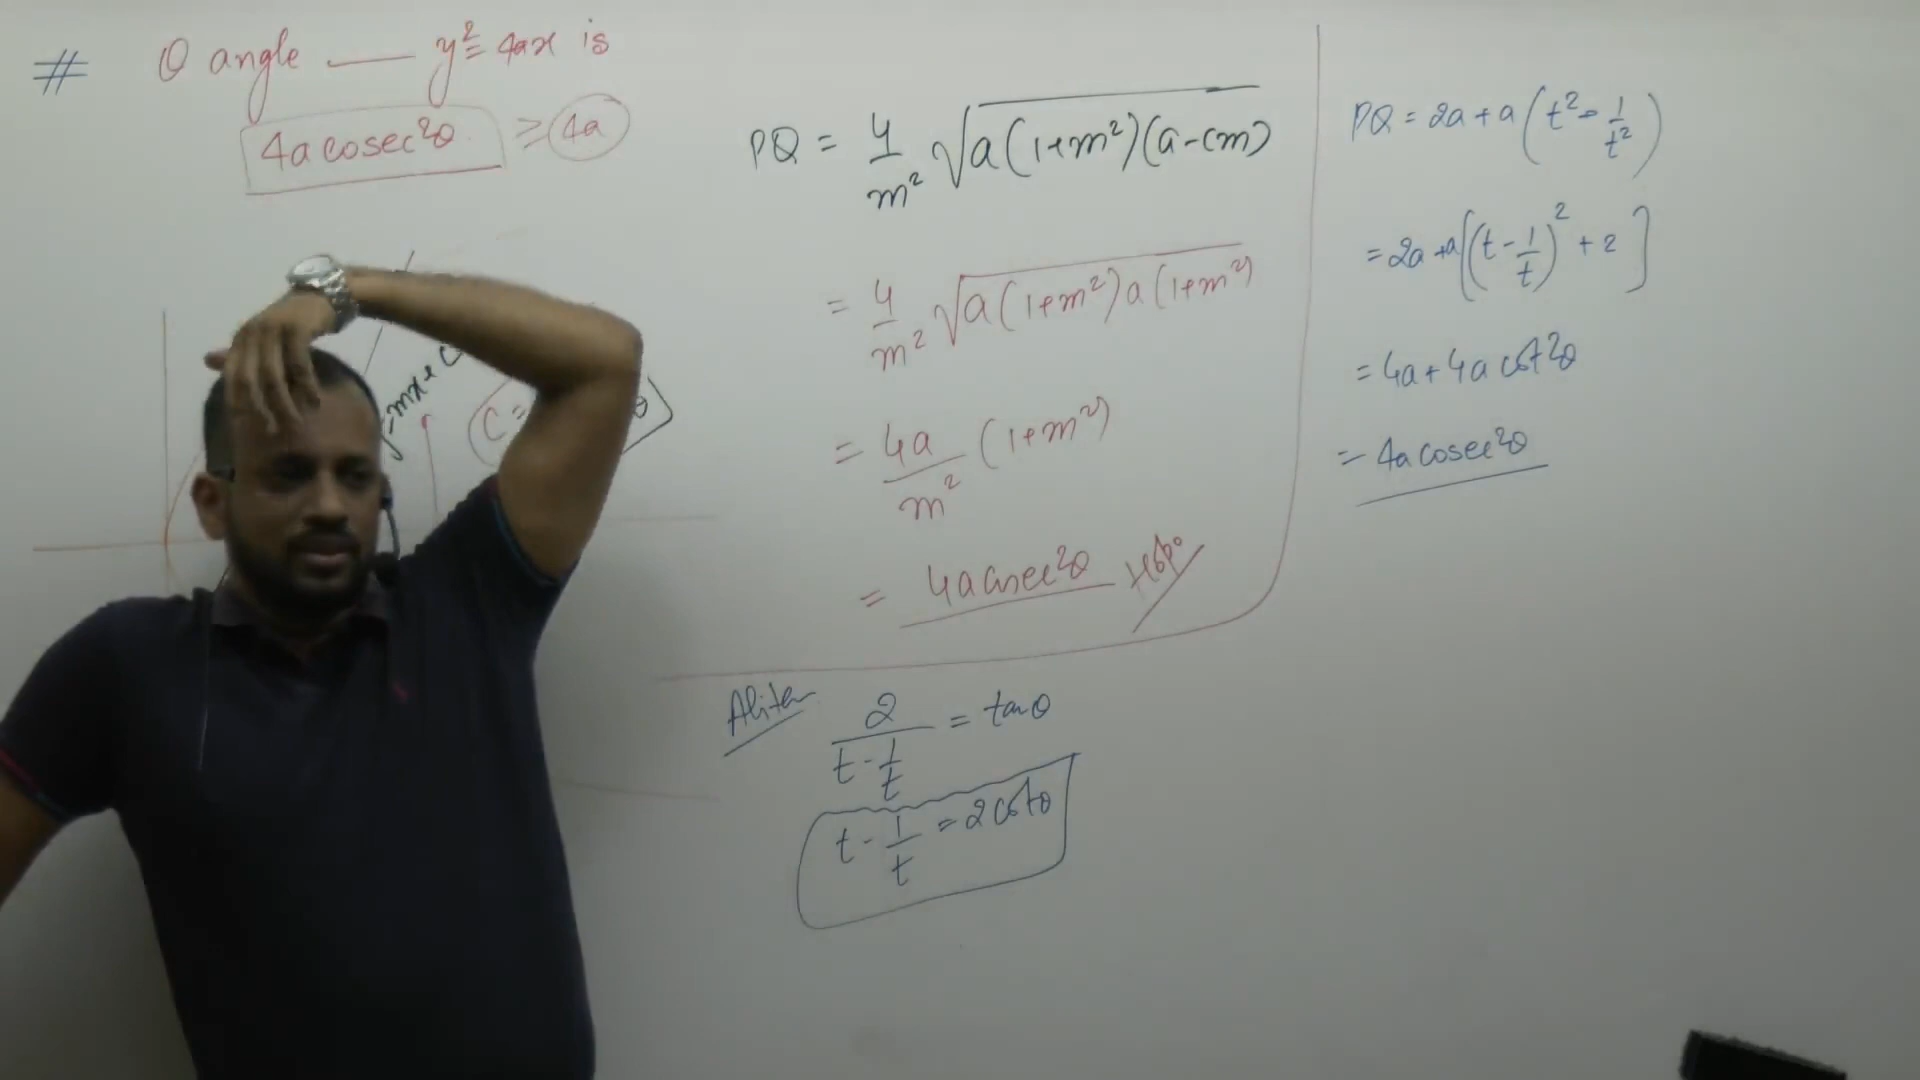 # θ angle — y² = 4ax is
4a cosec²θ ≥ 4a
y=mx+c
C = θ
PQ = 4/m² √a(1+m²)(a-cm)
= 4/m² √a(1+m²)a(1+m²)
= 4a/m² (1+m²)
= 4a cosec²θ
Aliter 2/(t-1/t) = tanθ
t - 1/t = 2cotθ
PQ = 2a+a(t²+1/t²)
= 2a+a[(t-1/t)²+2]
= 4a+4a cot²θ
= 4a cosec²θ